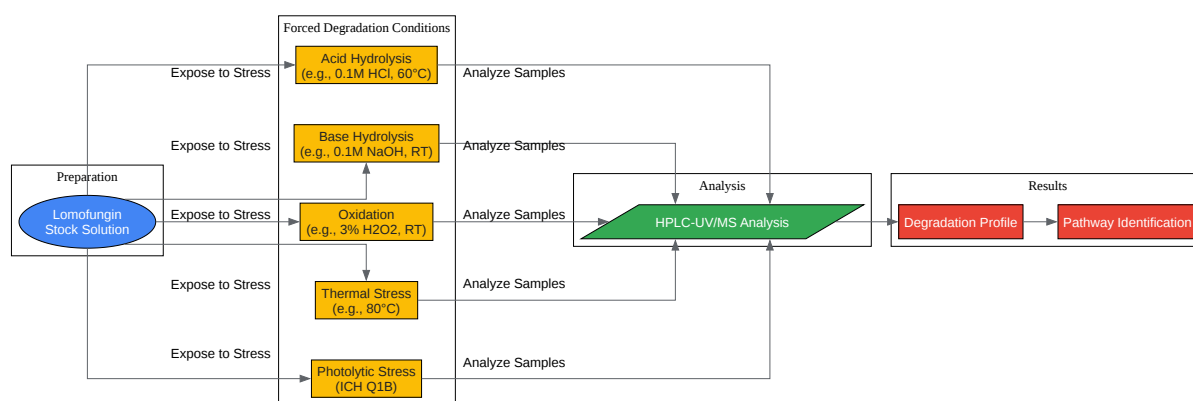 Forced Degradation Conditions
Acid Hydrolysis
(e.g., 0.1M HCl, 60°C)
Expose to Stress
Analyze Samples
Base Hydrolysis
(e.g., 0.1M NaOH, RT)
Expose to Stress
Analyze Samples
Preparation
Lomofungin
Stock Solution
Expose to Stress
Oxidation
(e.g., 3% H2O2, RT)
Analyze Samples
Analysis
HPLC-UV/MS Analysis
Results
Degradation Profile
Pathway Identification
Expose to Stress
Thermal Stress
(e.g., 80°C)
Analyze Samples
Expose to Stress
Photolytic Stress
(ICH Q1B)
Analyze Samples